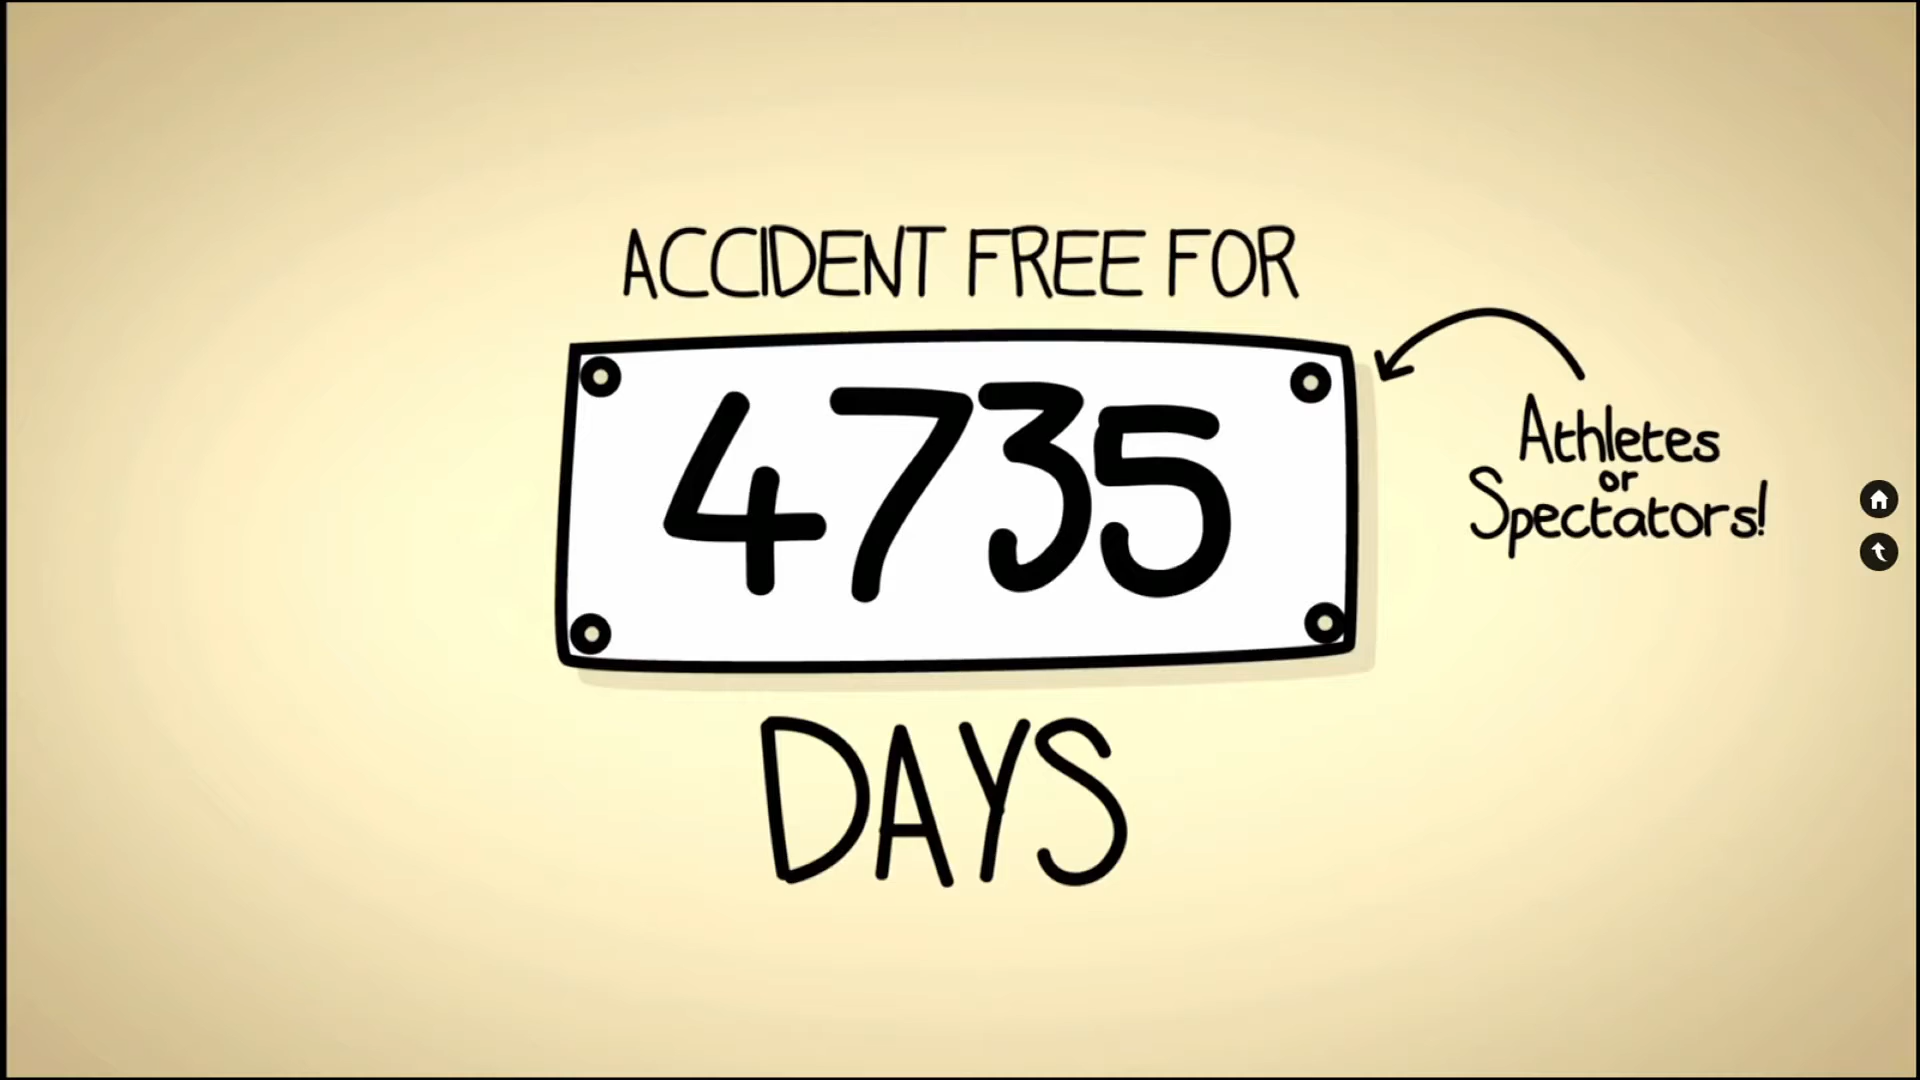 ACCIDENT FREE FOR
4735
DAYS
Athletes
or
Spectators!